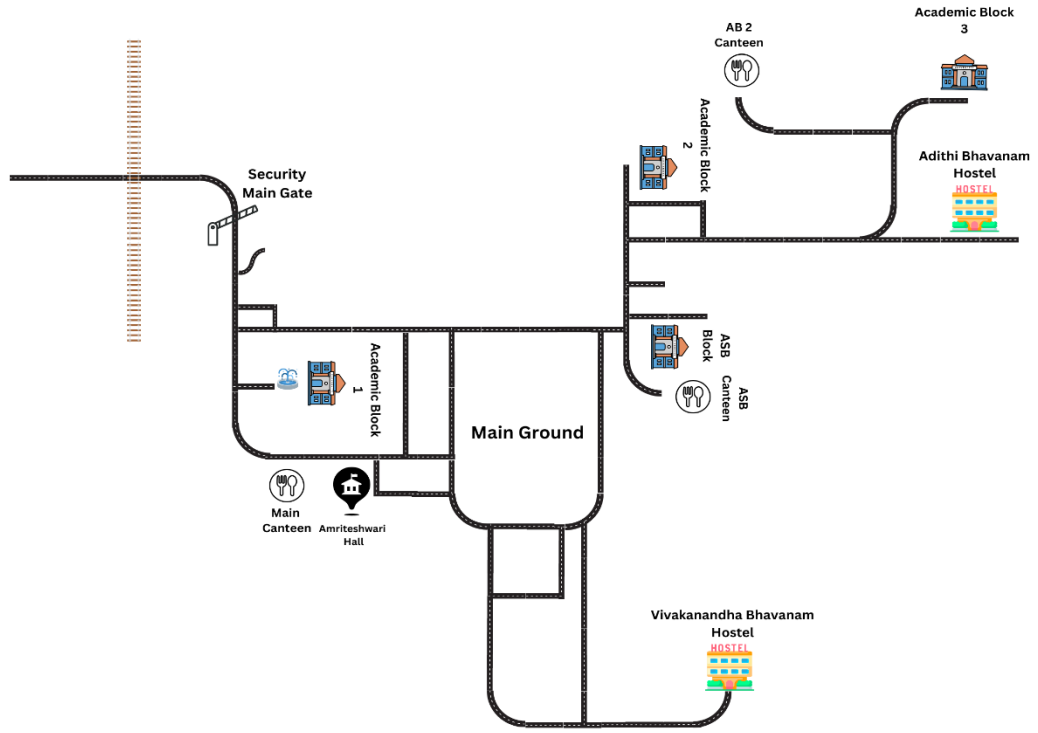 Academic Block
3
AB 2
Canteen
Academic Block
2
Adithi Bhavanam
Hostel
HOSTEL
Security
Main Gate
ASB
Block
Academic Block
1
ASB
Canteen
Main Ground
Main
Canteen
Amriteshwari
Hall
Vivakanandha Bhavanam
Hostel
HOSTEL